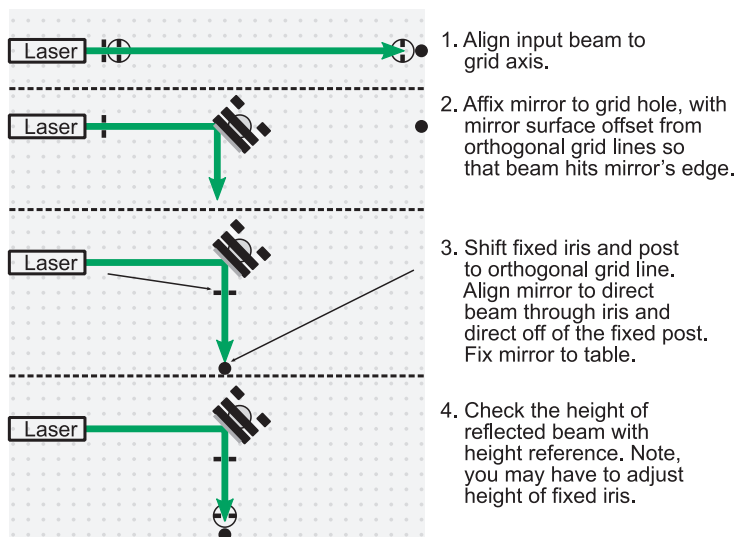 Laser
1. Align input beam to
grid axis.
Laser
2. Affix mirror to grid hole, with
mirror surface offset from
orthogonal grid lines so
that beam hits mirror's edge.
Laser
3. Shift fixed iris and post
to orthogonal grid line.
Align mirror to direct
beam through iris and
direct off of the fixed post.
Fix mirror to table.
Laser
4. Check the height of
reflected beam with
height reference. Note,
you may have to adjust
height of fixed iris.